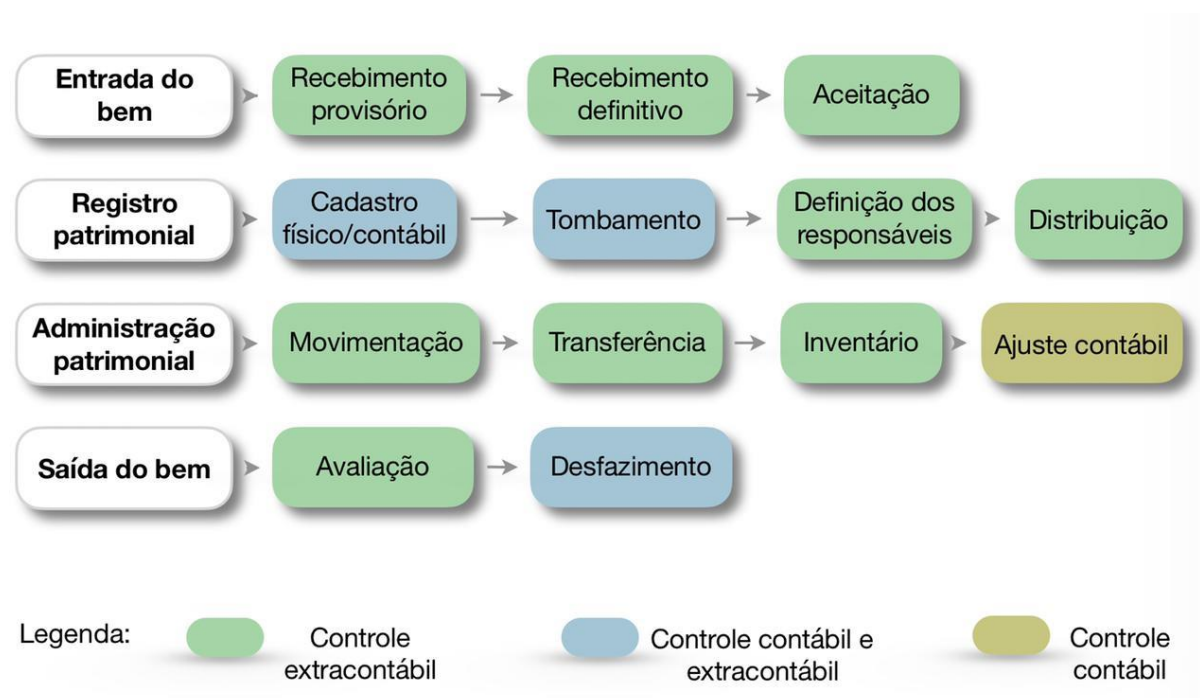 Entrada do
bem
Recebimento
provisório
Recebimento
definitivo
Aceitação
Registro
patrimonial
Cadastro
físico/contábil
Tombamento
Definição dos
responsáveis
Distribuição
Administração
patrimonial
Movimentação
Transferência
Inventário
Ajuste contábil
Saída do bem
Avaliação
Desfazimento
Legenda:
Controle
extracontábil
Controle contábil e
extracontábil
Controle
contábil